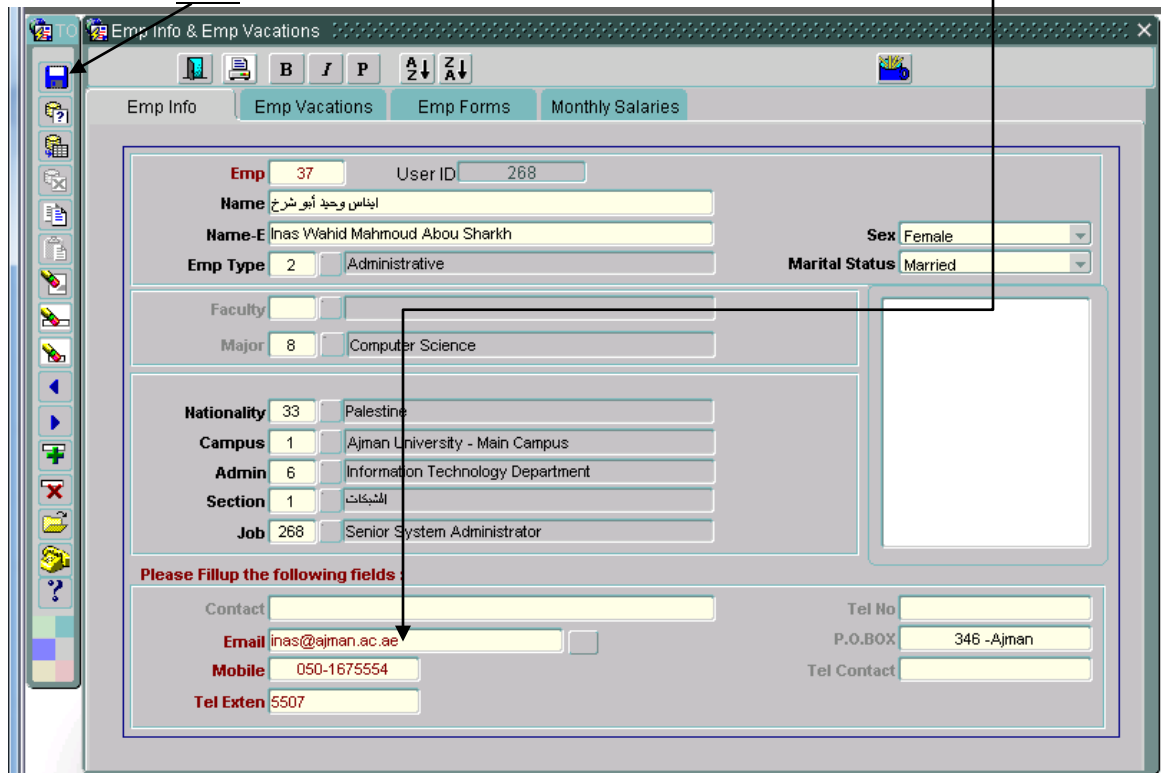 TO
Emp Info & Emp Vacations
B I P A Z Z A
Emp Info Emp Vacations Emp Forms Monthly Salaries
Emp 37 User ID 268
Name ايناس وحيد أبو شرخ
Name-E Inas Wahid Mahmoud Abou Sharkh Sex Female
Emp Type 2 Administrative Marital Status Married
Faculty
Major 8 Computer Science
Nationality 33 Palestine
Campus 1 Ajman University - Main Campus
Admin 6 Information Technology Department
Section 1 الشبكات
Job 268 Senior System Administrator
Please Fillup the following fields :
Contact Tel No
Email inas@ajman.ac.ae P.O.BOX 346 -Ajman
Mobile 050-1675554 Tel Contact
Tel Exten 5507